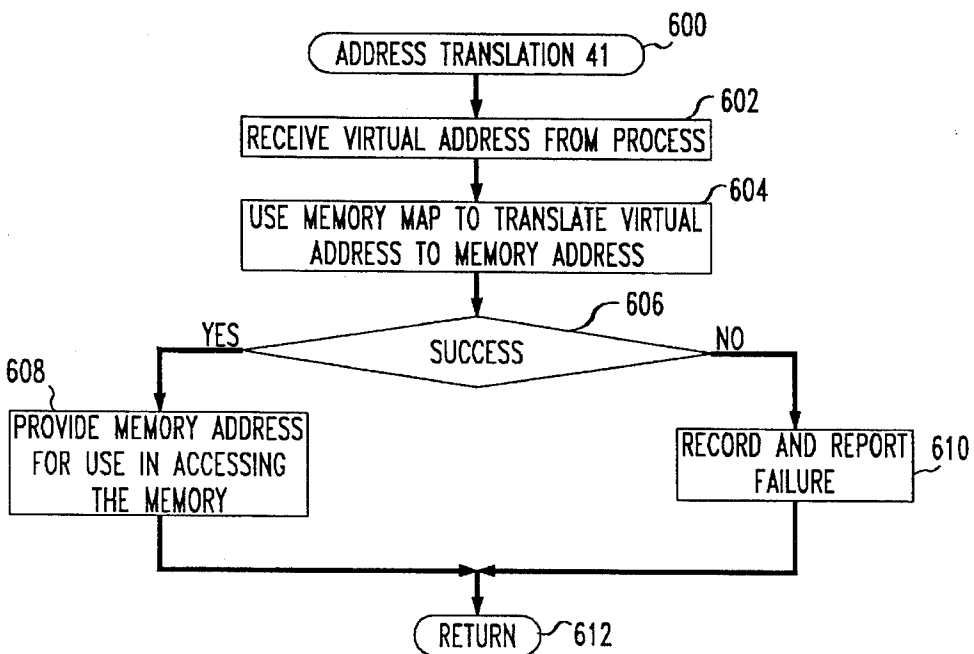 600
ADDRESS TRANSLATION 41
602
RECEIVE VIRTUAL ADDRESS FROM PROCESS
604
USE MEMORY MAP TO TRANSLATE VIRTUAL
ADDRESS TO MEMORY ADDRESS
606
YES
SUCCESS
NO
608
PROVIDE MEMORY ADDRESS
FOR USE IN ACCESSING
THE MEMORY
RECORD AND REPORT
FAILURE
610
RETURN
612